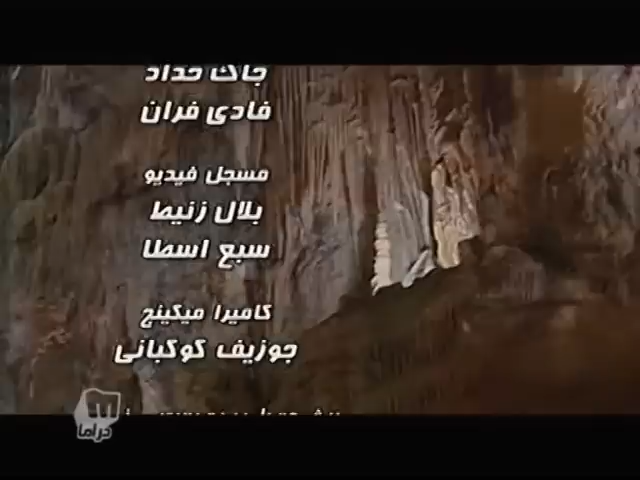 جاك حداد
فادي فران
مسجل فيديو
بلال زنيط
سبع اسطا
كاميرا ميكينج
جوزيف كوكباني
دراما